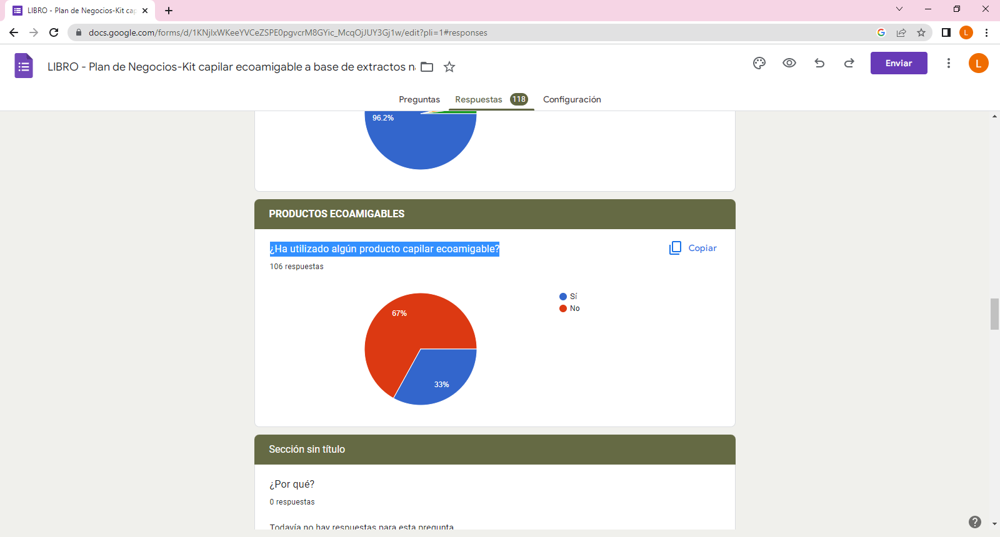 LIBRO - Plan de Negocios-Kit cap
docs.google.com/forms/d/1KNjlxWKeeYVCeZSPE0pgvcrM8GYic_McqOjJUY3Gj1w/edit?pli=1#responses
L
LIBRO - Plan de Negocios-Kit capilar ecoamigable a base de extractos na
Enviar
L
Preguntas
Respuestas
118
Configuración
96.2%
PRODUCTOS ECOAMIGABLES
¿Ha utilizado algún producto capilar ecoamigable?
Copiar
106 respuestas
Sí
No
67%
33%
Sección sin título
¿Por qué?
0 respuestas
Todavía no hay respuestas para esta pregunta.